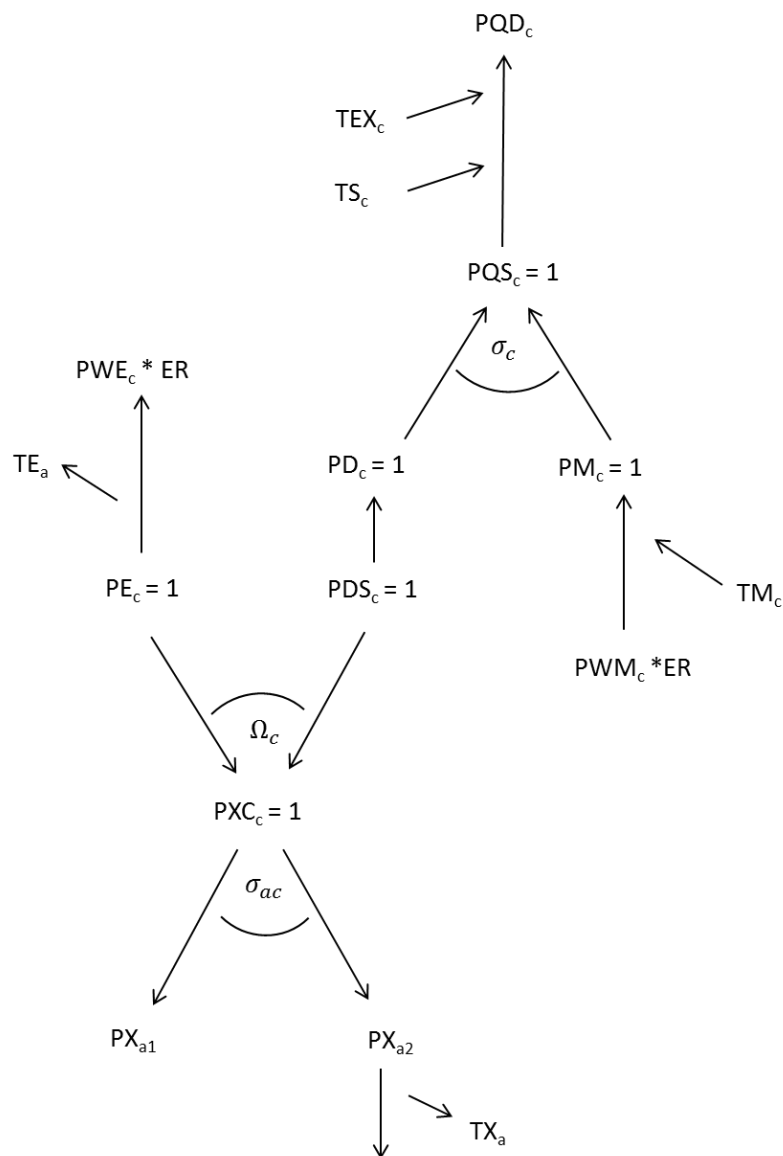 PQD_c
TEX_c
TS_c
PQS_c = 1
σ_c
PWE_c * ER
TE_a
PD_c = 1
PM_c = 1
PE_c = 1
PDS_c = 1
TM_c
PWM_c *ER
Ω_c
PXC_c = 1
σ_ac
PX_a1
PX_a2
TX_a